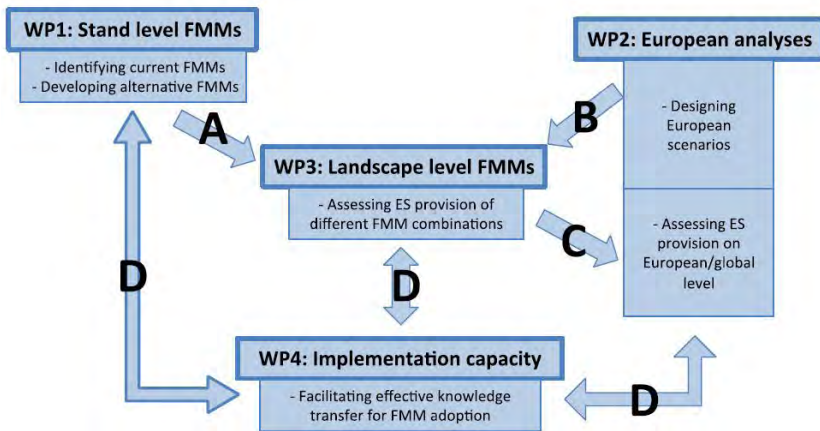 WP1: Stand level FMMs
- Identifying current FMMs
- Developing alternative FMMs
WP2: European analyses
- Designing
European
scenarios
A
B
WP3: Landscape level FMMs
- Assessing ES provision of
different FMM combinations
- Assessing ES
provision on
European/global
level
C
D
D
WP4: Implementation capacity
- Facilitating effective knowledge
transfer for FMM adoption
D